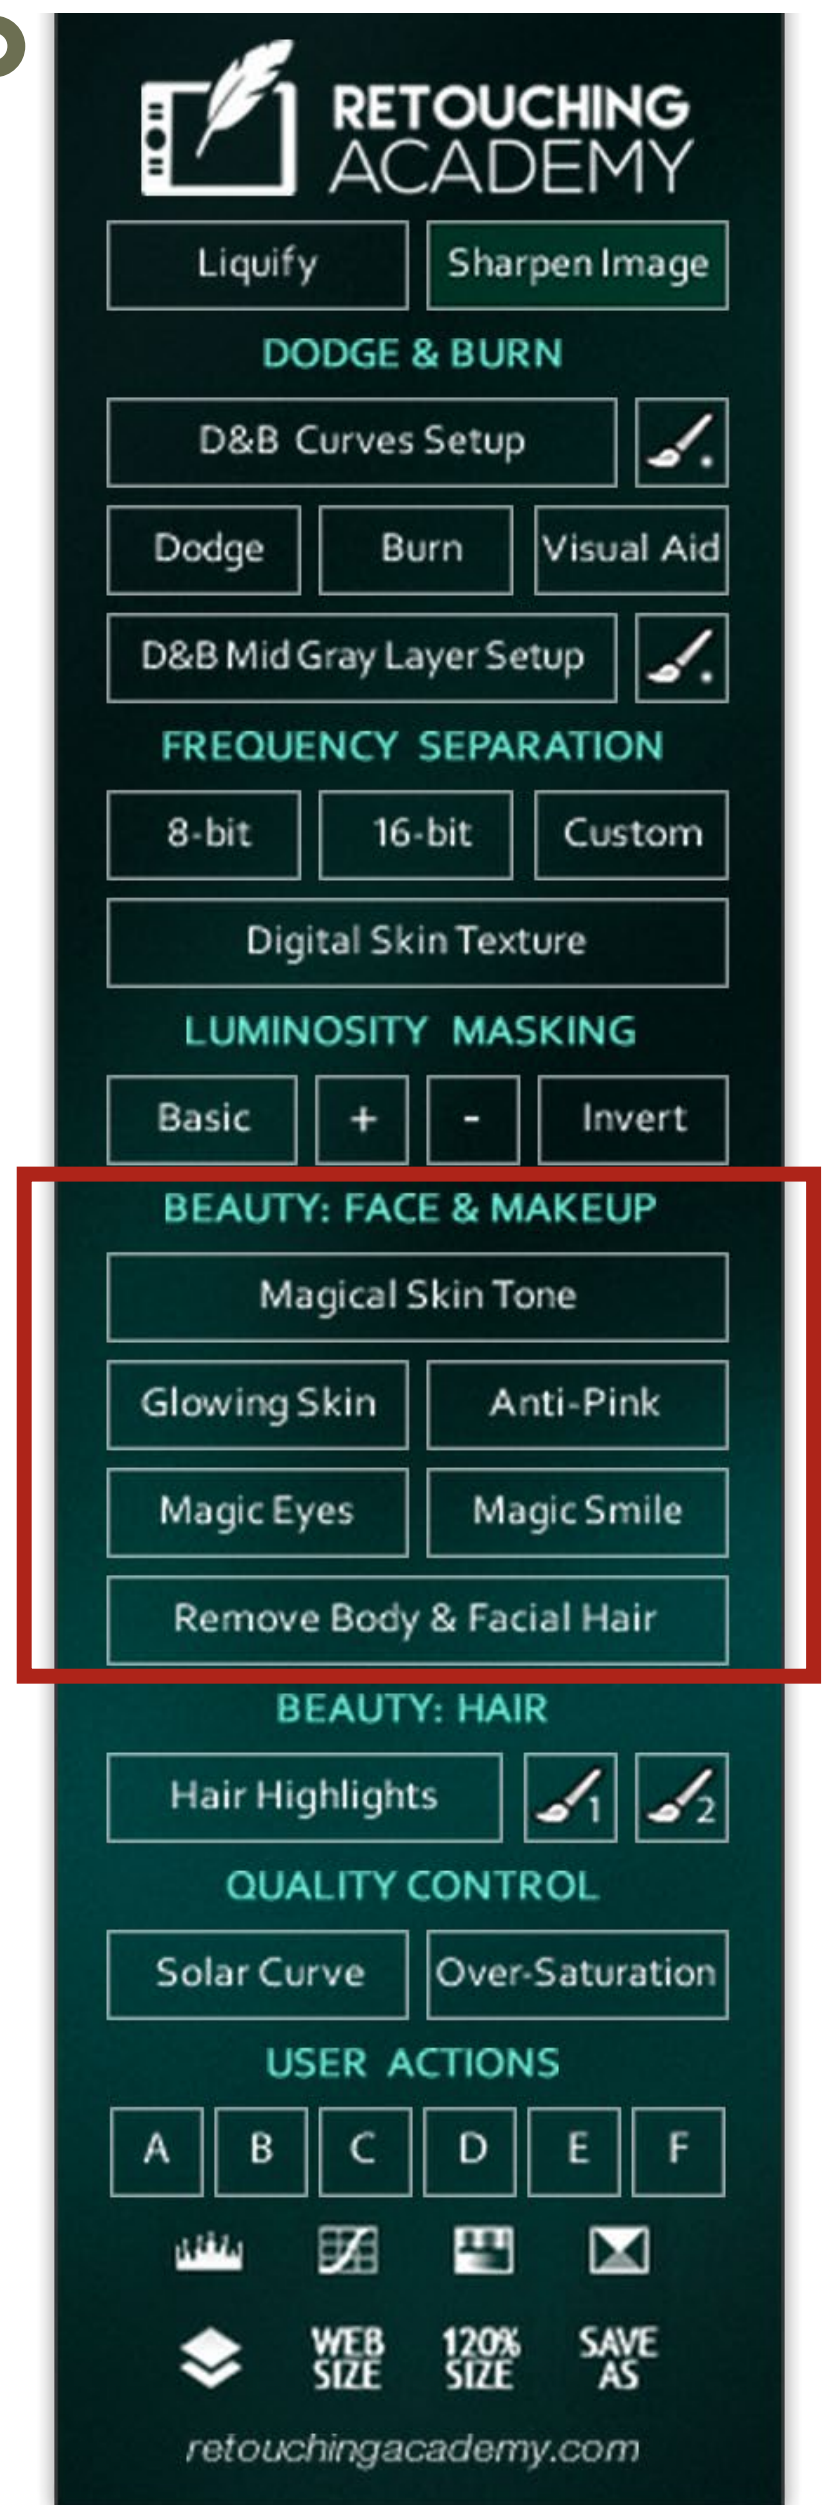 RETOUCHING
ACADEMY
Liquify Sharpen Image
DODGE & BURN
D&B Curves Setup
Dodge Burn Visual Aid
D&B Mid Gray Layer Setup
FREQUENCY SEPARATION
8-bit 16-bit Custom
Digital Skin Texture
LUMINOSITY MASKING
Basic + - Invert
BEAUTY: FACE & MAKEUP
Magical Skin Tone
Glowing Skin Anti-Pink
Magic Eyes Magic Smile
Remove Body & Facial Hair
BEAUTY: HAIR
Hair Highlights 1 2
QUALITY CONTROL
Solar Curve Over-Saturation
USER ACTIONS
A B C D E F
WEB SIZE 120% SIZE SAVE AS
retouchingacademy.com